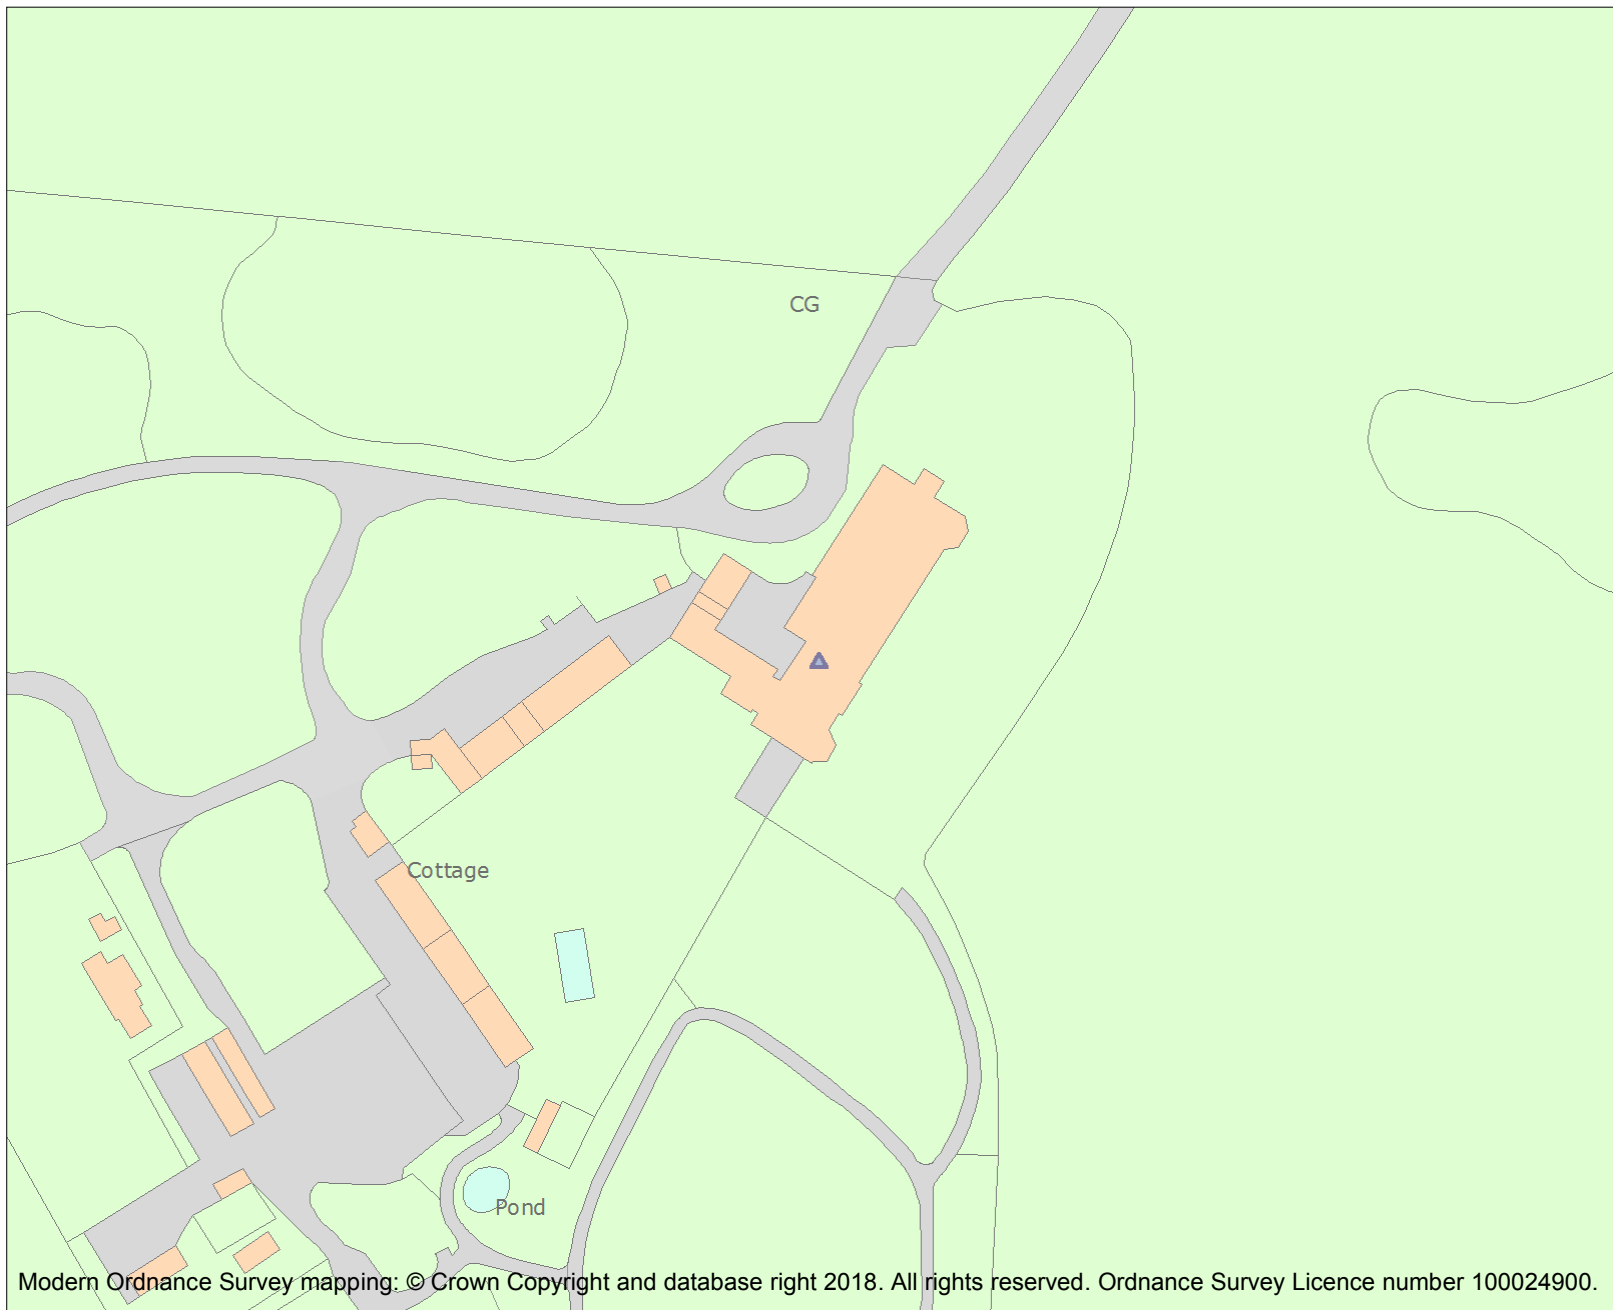 CG
Cottage
Pond
Modern Ordnance Survey mapping: © Crown Copyright and database right 2018. All rights reserved. Ordnance Survey Licence number 100024900.